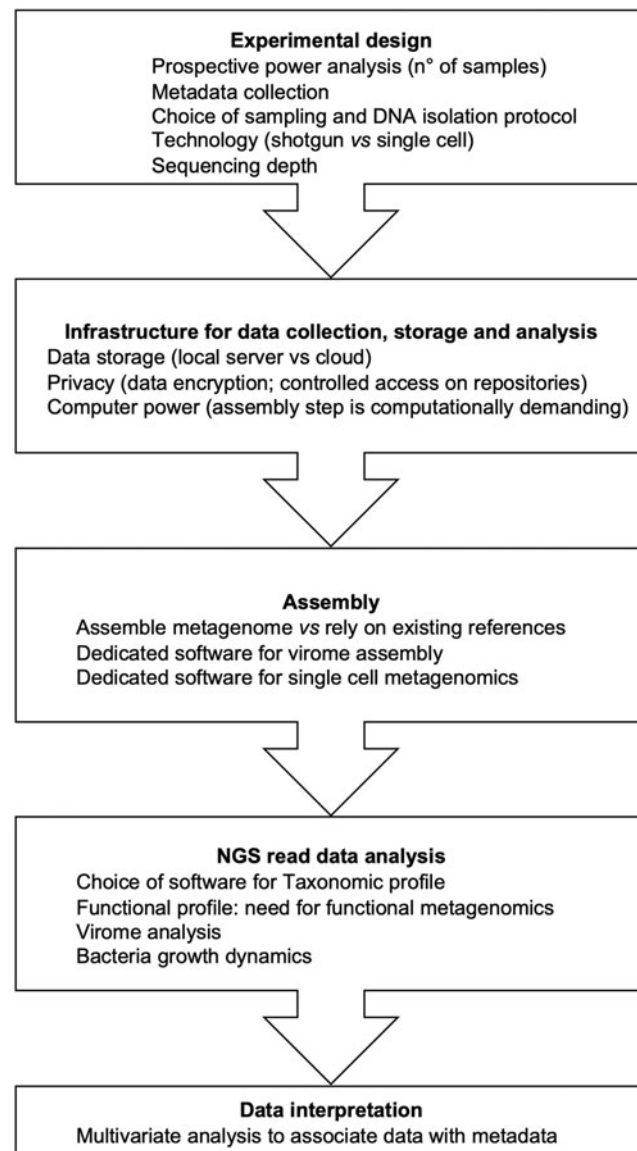 Experimental design
Prospective power analysis (n° of samples)
Metadata collection
Choice of sampling and DNA isolation protocol
Technology (shotgun vs single cell)
Sequencing depth
Infrastructure for data collection, storage and analysis
Data storage (local server vs cloud)
Privacy (data encryption; controlled access on repositories)
Computer power (assembly step is computationally demanding)
Assembly
Assemble metagenome vs rely on existing references
Dedicated software for virome assembly
Dedicated software for single cell metagenomics
NGS read data analysis
Choice of software for Taxonomic profile
Functional profile: need for functional metagenomics
Virome analysis
Bacteria growth dynamics
Data interpretation
Multivariate analysis to associate data with metadata